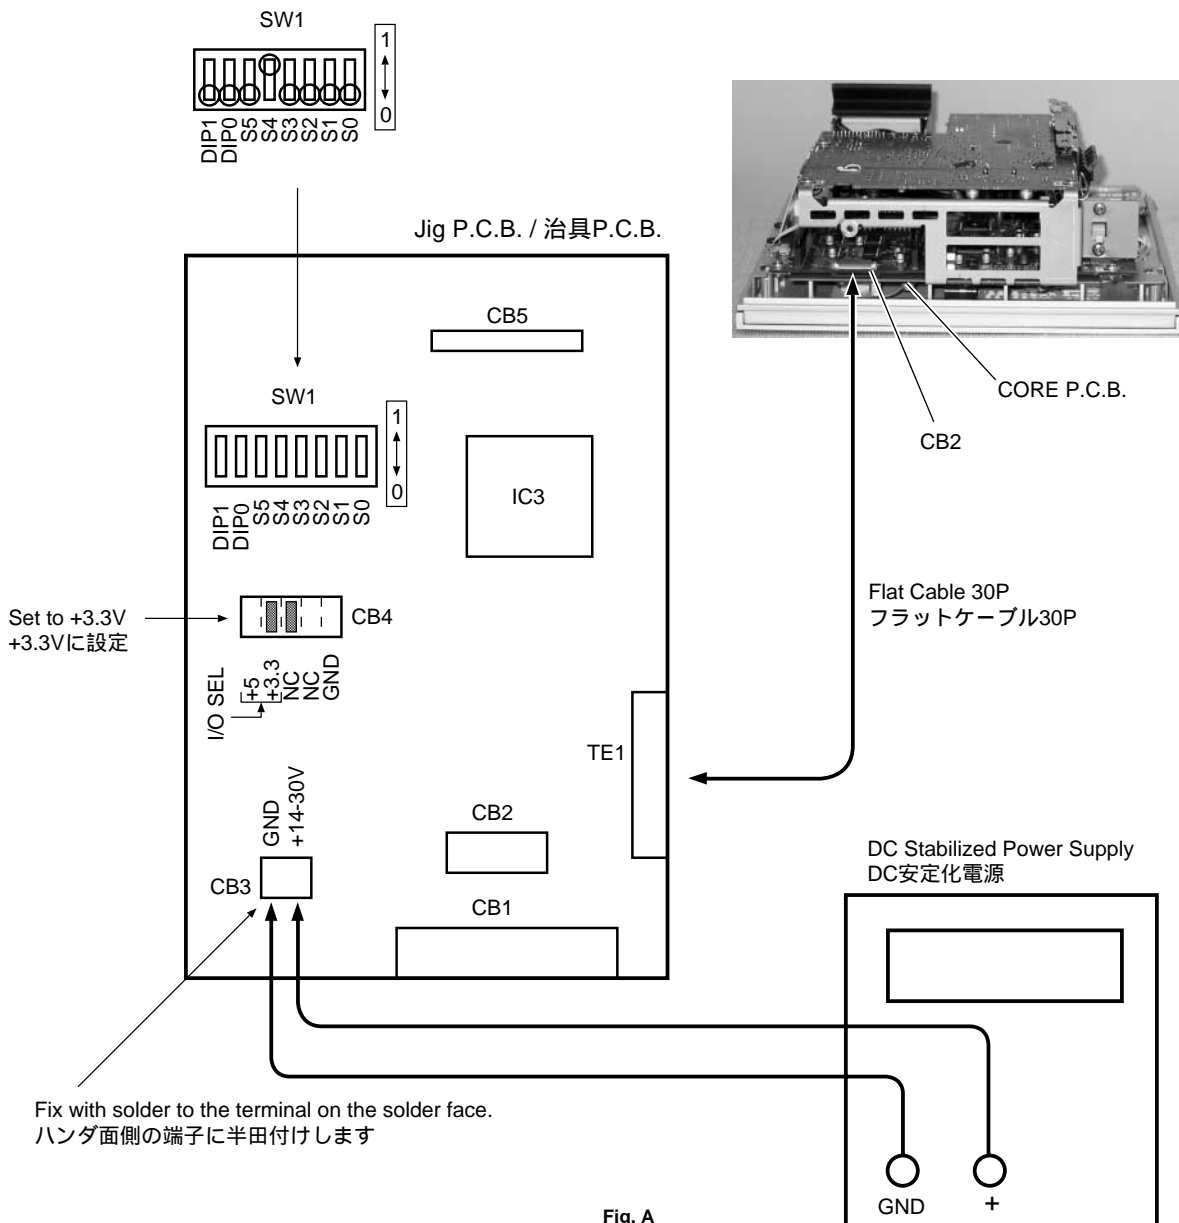 SW1
1
0
DIP1
DIP0
S5
S4
S3
S2
S1
S0
Jig P.C.B. / 治具P.C.B.
CB5
CORE P.C.B.
CB2
SW1
1
0
DIP1
DIP0
S5
S4
S3
S2
S1
S0
IC3
Flat Cable 30P
フラットケーブル30P
Set to +3.3V
+3.3Vに設定
CB4
I/O SEL
+5
+3.3
NC
NC
GND
TE1
GND
+14-30V
CB2
CB3
CB1
DC Stabilized Power Supply
DC安定化電源
Fix with solder to the terminal on the solder face.
ハンダ面側の端子に半田付けします
GND
+
Fig. A